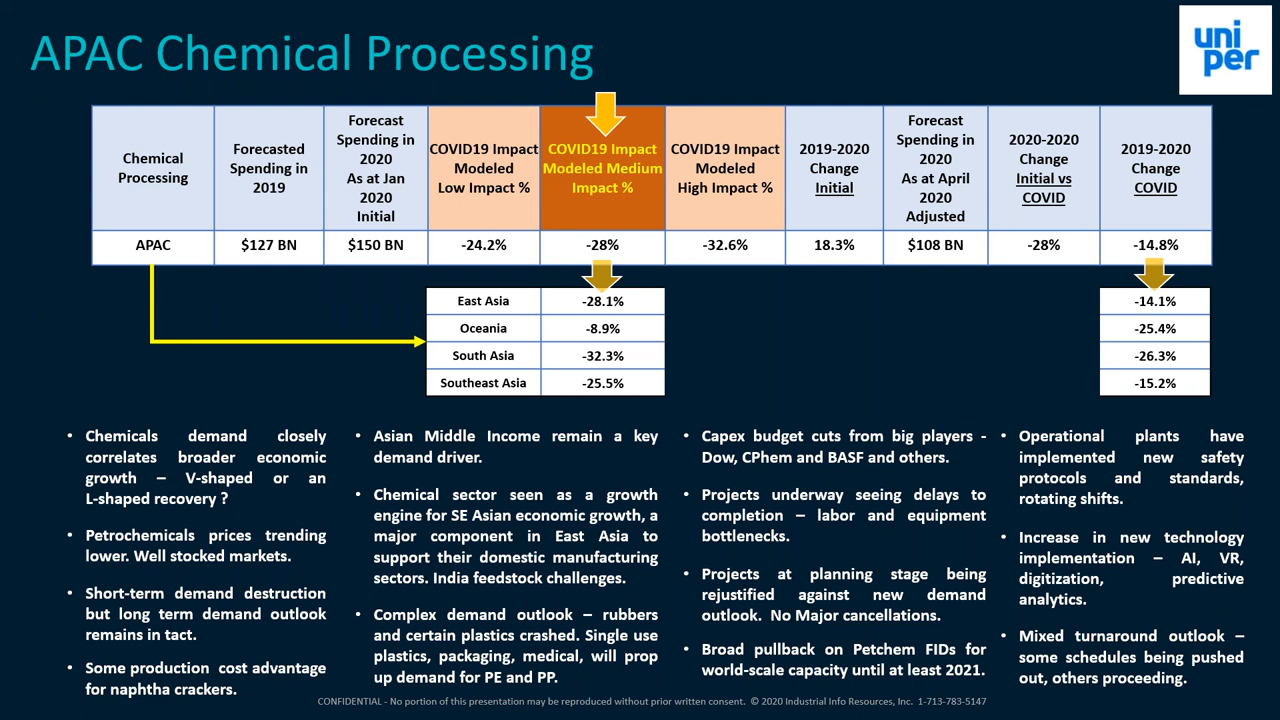 APAC Chemical Processing
uni
per
Chemical
Processing
Forecasted
Spending in
2019
Forecast
Spending in
2020
As at Jan
2020
Initial
COVID19 Impact
Modeled
Low Impact %
COVID19 Impact
Modeled Medium
Impact %
COVID19 Impact
Modeled
High Impact %
2019-2020
Change
Initial
Forecast
Spending in
2020
As at April
2020
Adjusted
2020-2020
Change
Initial vs
COVID
2019-2020
Change
COVID
APAC $127 BN $150 BN -24.2% -28% -32.6% 18.3% $108 BN -28% -14.8%
East Asia -28.1% -14.1%
Oceania -8.9% -25.4%
South Asia -32.3% -26.3%
Southeast Asia -25.5% -15.2%
• Chemicals demand closely
correlates broader economic
growth – V-shaped or an
L-shaped recovery ?
• Petrochemicals prices trending
lower. Well stocked markets.
• Short-term demand destruction
but long term demand outlook
remains in tact.
• Some production cost advantage
for naphtha crackers.
• Asian Middle Income remain a key
demand driver.
• Chemical sector seen as a growth
engine for SE Asian economic growth, a
major component in East Asia to
support their domestic manufacturing
sectors. India feedstock challenges.
• Complex demand outlook – rubbers
and certain plastics crashed. Single use
plastics, packaging, medical, will prop
up demand for PE and PP.
• Capex budget cuts from big players -
Dow, CPhem and BASF and others.
• Projects underway seeing delays to
completion – labor and equipment
bottlenecks.
• Projects at planning stage being
rejustified against new demand
outlook. No Major cancellations.
• Broad pullback on Petchem FIDs for
world-scale capacity until at least 2021.
• Operational plants have
implemented new safety
protocols and standards,
rotating shifts.
• Increase in new technology
implementation – AI, VR,
digitization, predictive
analytics.
• Mixed turnaround outlook –
some schedules being pushed
out, others proceeding.
CONFIDENTIAL - No portion of this presentation may be reproduced without prior written consent. © 2020 Industrial Info Resources, Inc. 1-713-783-5147